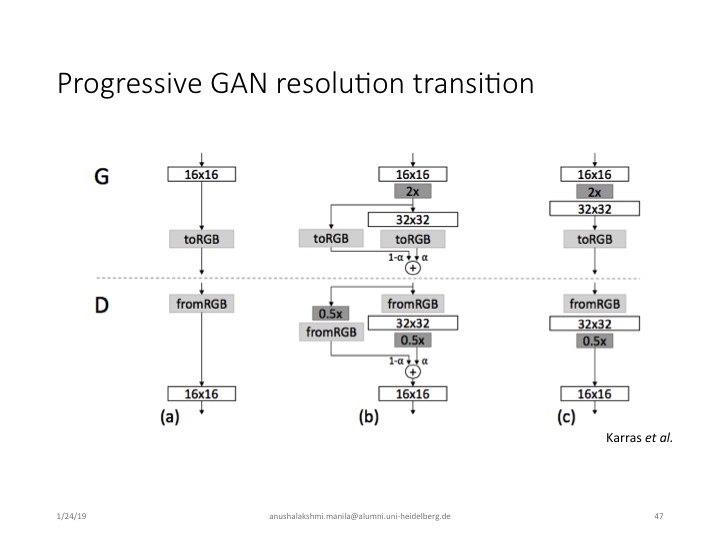 Progressive GAN resolution transition
G
16x16
toRGB
16x16
2x
32x32
toRGB
toRGB
1-α
α
+
16x16
2x
32x32
toRGB
D
fromRGB
16x16
(a)
0.5x
fromRGB
fromRGB
32x32
0.5x
1-α
α
+
16x16
(b)
fromRGB
32x32
0.5x
16x16
(c)
Karras et al.
1/24/19
anushalakshmi.manila@alumni.uni-heidelberg.de
47